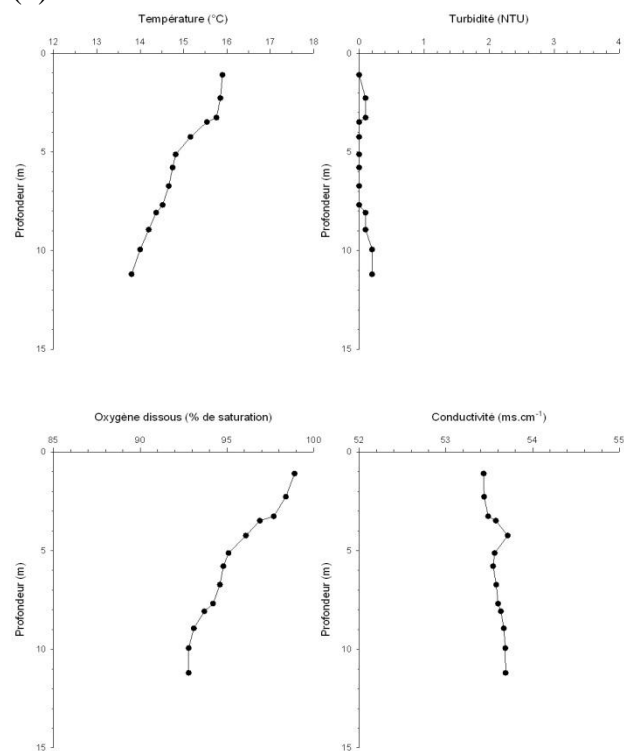 Température (°C)
12 13 14 15 16 17 18
0
5
10
15
Profondeur (m)
Turbidité (NTU)
0 1 2 3 4
0
5
10
15
Profondeur (m)
Oxygène dissous (% de saturation)
85 90 95 100
0
5
10
15
Profondeur (m)
Conductivité (ms.cm⁻¹)
52 53 54 55
0
5
10
15
Profondeur (m)